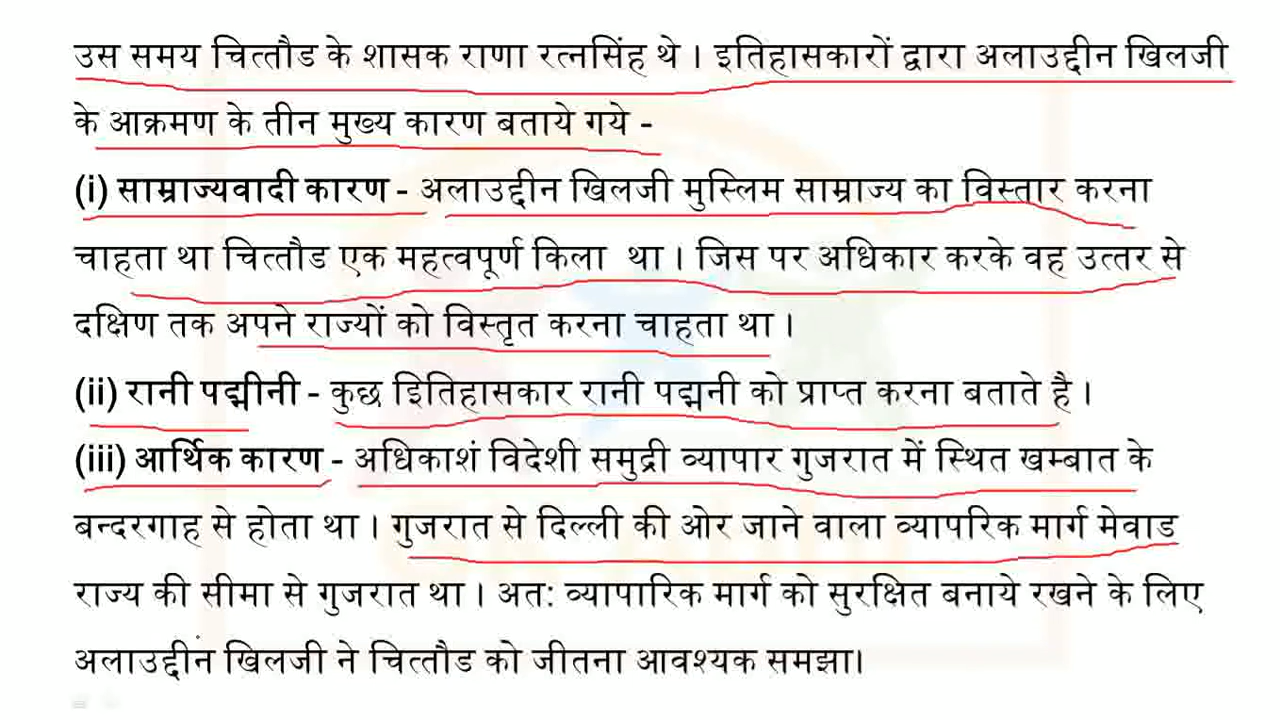 उस समय चित्तौड के शासक राणा रत्नसिंह थे । इतिहासकारों द्वारा अलाउद्दीन खिलजी
के आक्रमण के तीन मुख्य कारण बताये गये -
(i) साम्राज्यवादी कारण - अलाउद्दीन खिलजी मुस्लिम साम्राज्य का विस्तार करना
चाहता था चित्तौड एक महत्वपूर्ण किला था । जिस पर अधिकार करके वह उत्तर से
दक्षिण तक अपने राज्यों को विस्तृत करना चाहता था ।
(ii) रानी पद्मीनी - कुछ इितिहासकार रानी पद्मनी को प्राप्त करना बताते है ।
(iii) आर्थिक कारण - अधिकाशं विदेशी समुद्री व्यापार गुजरात में स्थित खम्बात के
बन्दरगाह से होता था । गुजरात से दिल्ली की ओर जाने वाला व्यापरिक मार्ग मेवाड
राज्य की सीमा से गुजरात था । अत: व्यापारिक मार्ग को सुरक्षित बनाये रखने के लिए
अलाउद्दीन खिलजी ने चित्तौड को जीतना आवश्यक समझा।